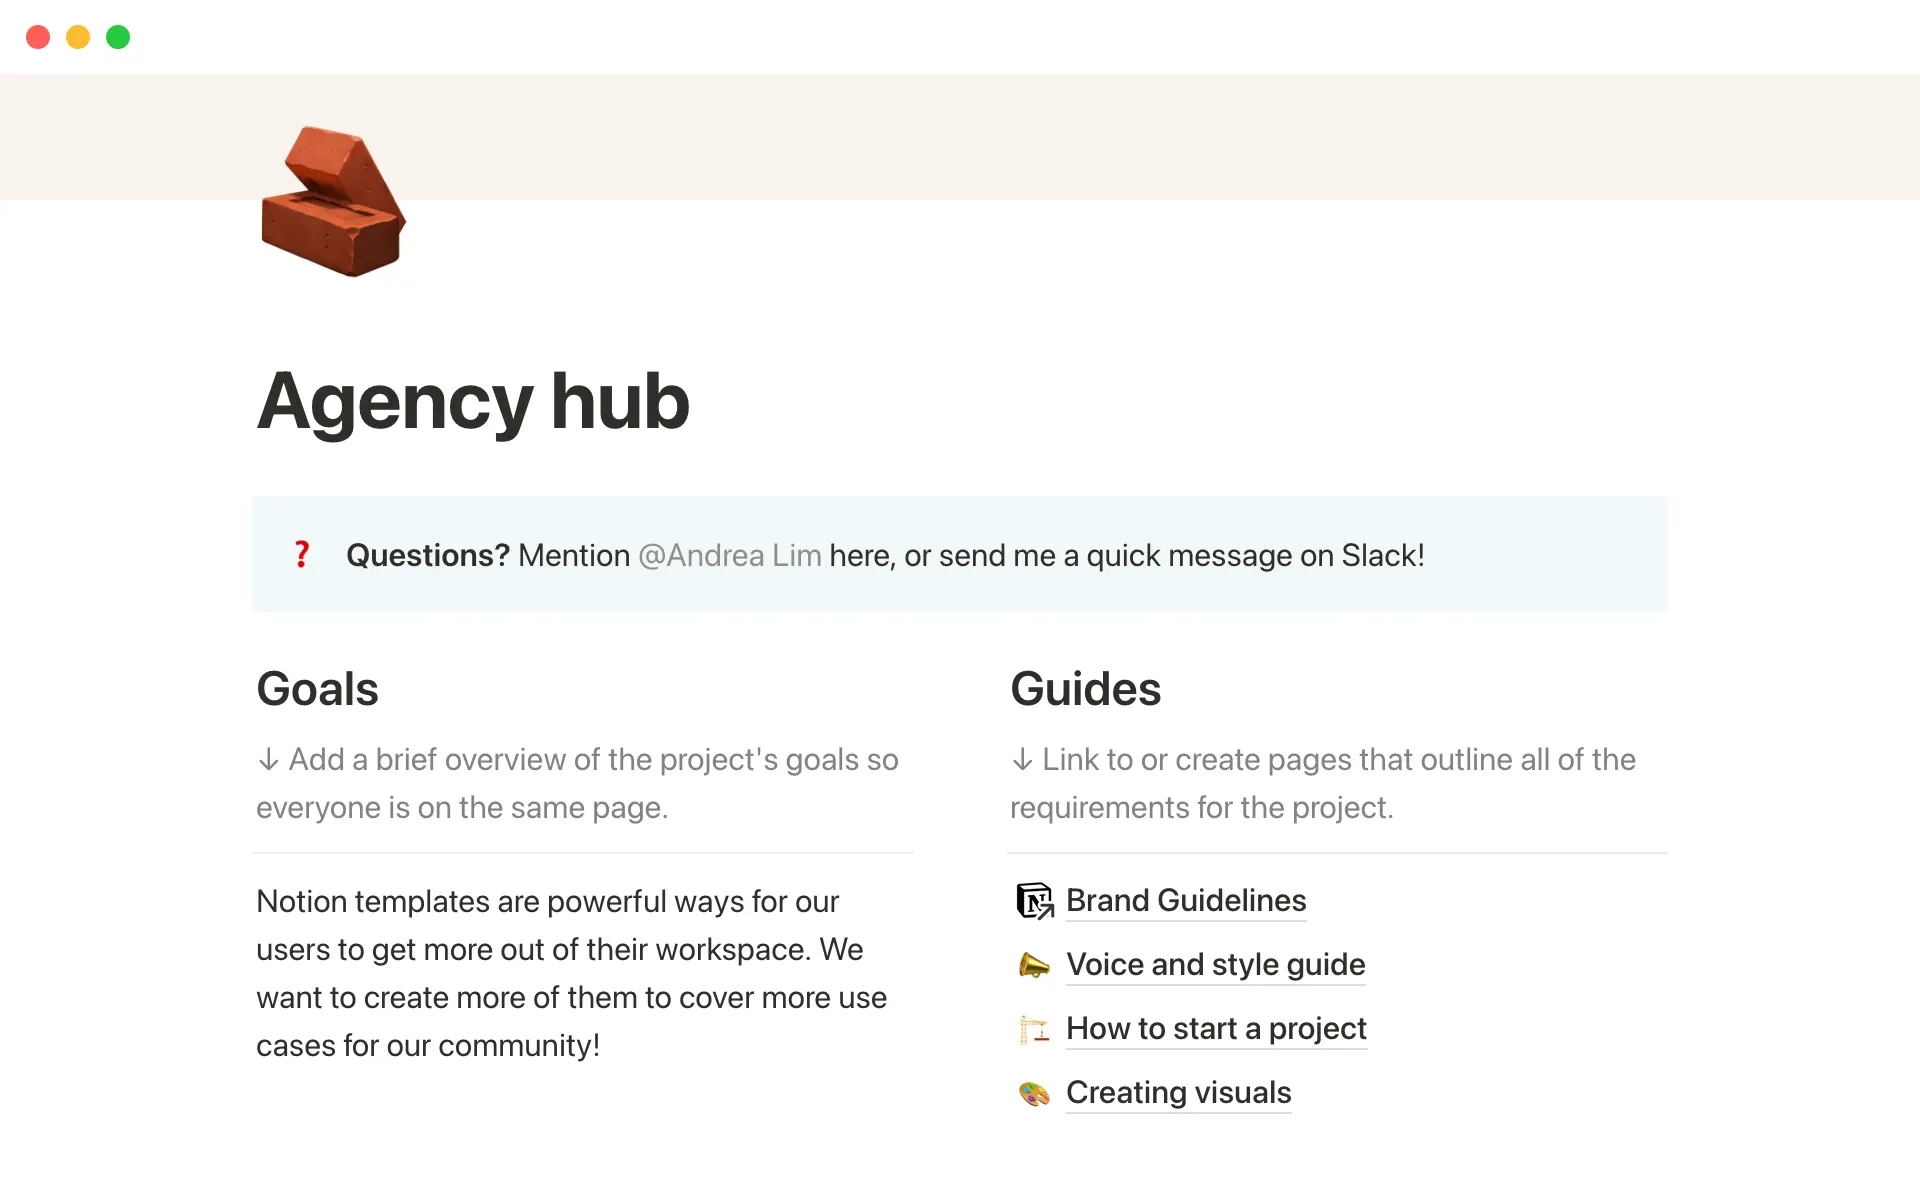 Agency hub
❓ Questions? Mention @Andrea Lim here, or send me a quick message on Slack!
Goals
↓ Add a brief overview of the project's goals so
everyone is on the same page.
Notion templates are powerful ways for our
users to get more out of their workspace. We
want to create more of them to cover more use
cases for our community!
Guides
↓ Link to or create pages that outline all of the
requirements for the project.
Brand Guidelines
Voice and style guide
How to start a project
Creating visuals